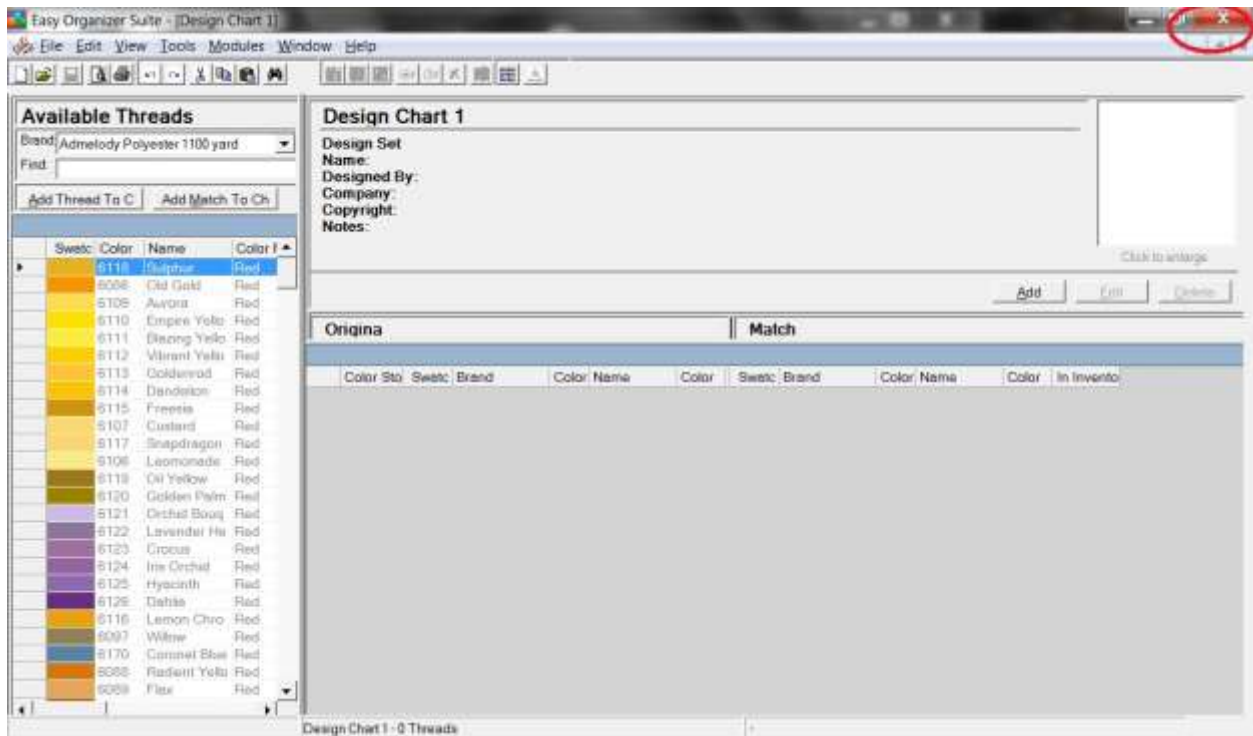 Easy Organizer Suite - [Design Chart 1]
File Edit View Tools Modules Window Help
Available Threads
Brand: Admelody Polyester 1100 yard
Find:
Add Thread To C Add Match To Ch
Swatc Color Name Color F
6118 Sulphur Red
Old Gold Red
6109 Aurora Red
6110 Empire Yello Red
6111 Blazing Yello Red
6112 Vibrant Yello Red
6113 Goldenrod Red
6114 Dandelion Red
6115 Freesia Red
6107 Custard Red
6117 Snapdragon Red
6106 Leomonade Red
6119 Oil Yellow Red
6120 Golden Palm Red
6121 Orchid Bouq Red
6122 Lavender He Red
6123 Crocus Red
6124 Iris Orchid Red
6125 Hyacinth Red
6126 Dahlia Red
6116 Lemon Chro Red
6097 Willow Red
6170 Coronet Blue Red
6088 Radient Yello Red
6089 Flax Red
Design Chart 1
Design Set
Name:
Designed By:
Company:
Copyright:
Notes:
Click to enlarge
Add Edit Delete
Origina Match
Color Sto Swatc Brand Color Name Color Swatc Brand Color Name Color In Invento
Design Chart 1 - 0 Threads